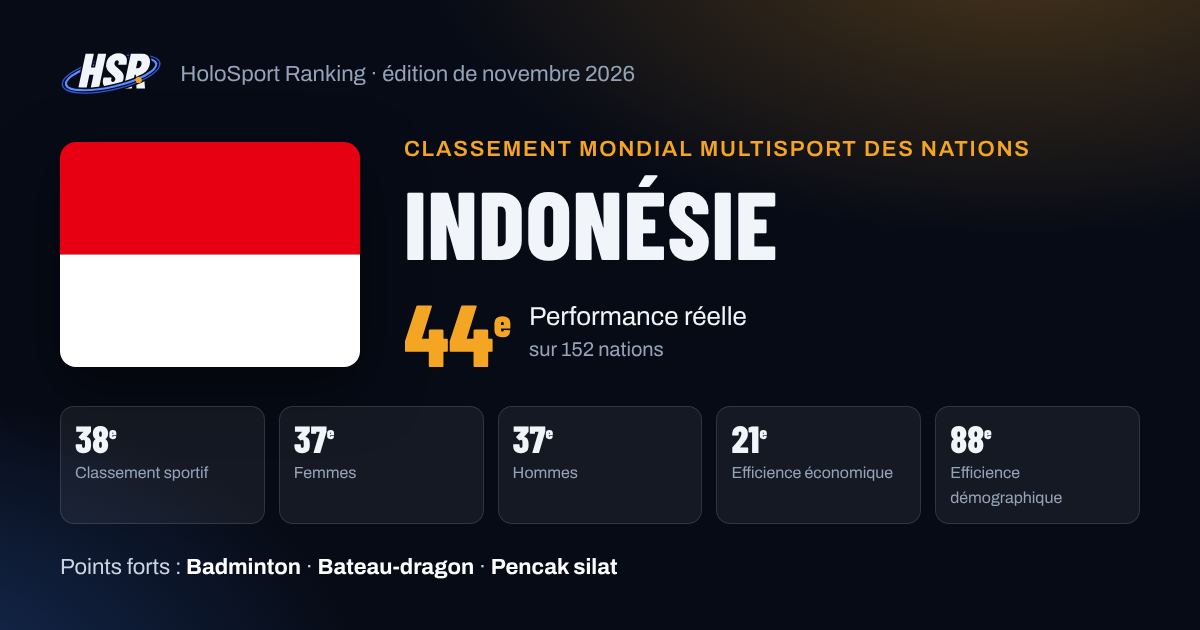 HSR
HoloSport Ranking · édition de novembre 2026
CLASSEMENT MONDIAL MULTISPORT DES NATIONS
INDONÉSIE
44e
Performance réelle
sur 152 nations
38e
Classement sportif
37e
Femmes
37e
Hommes
21e
Efficience économique
88e
Efficience
démographique
Points forts : Badminton · Bateau-dragon · Pencak silat